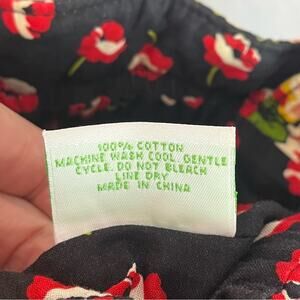 100% COTTON
MACHINE WASH COOL, GENTLE
CYCLE. DO NOT BLEACH
LINE DRY
MADE IN CHINA